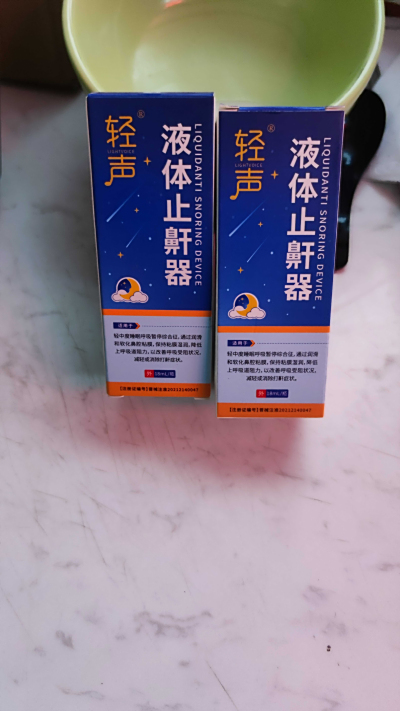 轻声®
LIGHTVOICE
液体止鼾器
LIQUIDANTI SNORING DEVICE
适用于
轻中度睡眠呼吸暂停综合征，通过润滑
和软化鼻腔粘膜，保持粘膜湿润，降低
上呼吸道阻力，以改善呼吸受阻状况，
减轻或消除打鼾症状。
10mL/瓶
轻声®
LIGHTVOICE
液体止鼾器
LIQUIDANTI SNORING DEVICE
适用于
轻中度睡眠呼吸暂停综合征，通过润滑
和软化鼻腔粘膜，保持粘膜湿润，降低
上呼吸道阻力，以改善呼吸受阻状况，
减轻或消除打鼾症状。
10mL/瓶